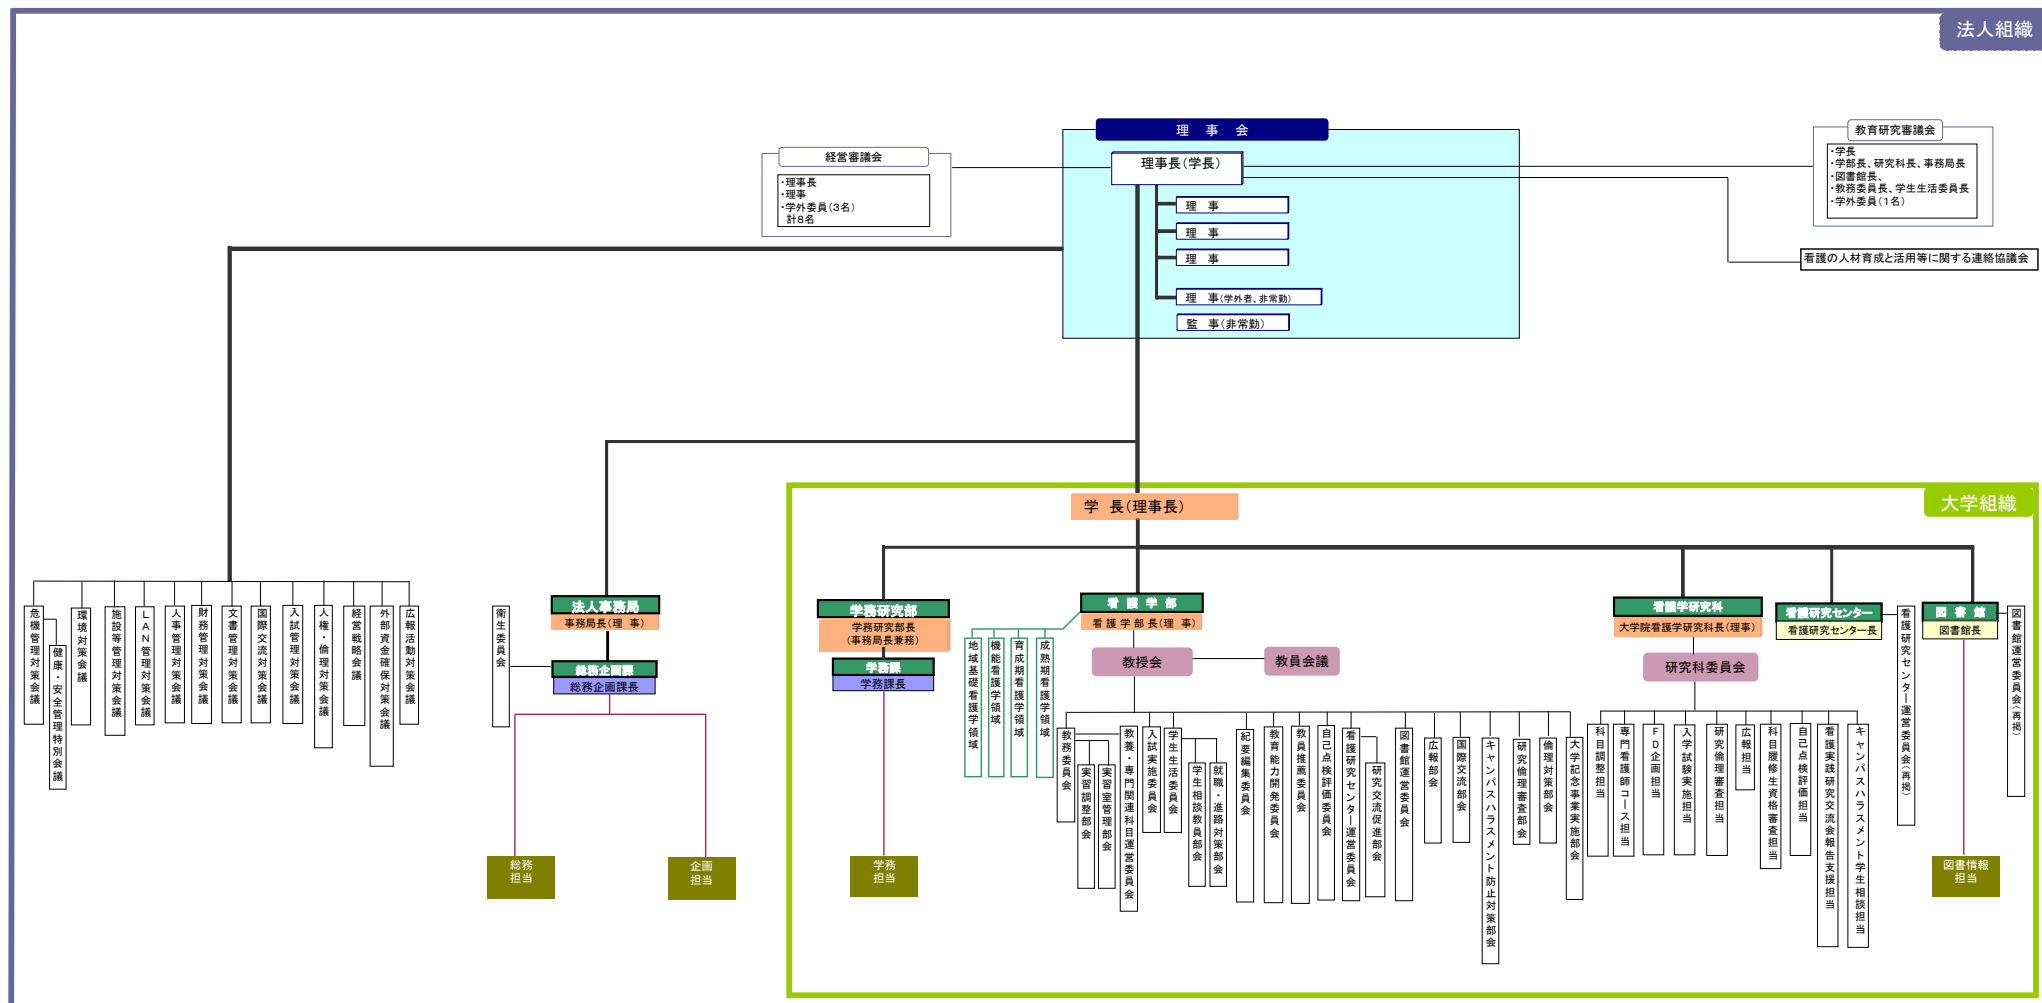 法人組織
理 事 会
経営審議会
・理事長
・理事
・学外委員(3名)
計8名
理事長(学長)
理 事
理 事
理 事
理 事(学外者、非常勤)
監 事(非常勤)
教育研究審議会
・学長
・学部長、研究科長、事務局長
・図書館長、
・教務委員長、学生生活委員長
・学外委員(1名)
看護の人材育成と活用等に関する連絡協議会
大学組織
学 長(理事長)
危機管理対策会議
健康・安全管理特別会議
環境対策会議
施設等管理対策会議
LAN管理対策会議
人事管理対策会議
財務管理対策会議
文書管理対策会議
国際交流対策会議
入試管理対策会議
人権・倫理対策会議
経営戦略会議
外部資金確保対策会議
広報活動対策会議
衛生委員会
法人事務局
事務局長(理 事)
総務企画課
総務企画課長
総務
担当
企画
担当
学務研究部
学務研究部長
(事務局長兼務)
学務課
学務課長
学務
担当
看 護 学 部
看 護 学 部 長(理 事)
教授会
教員会議
地域基礎看護学領域
機能看護学領域
育成期看護学領域
成熟期看護学領域
教務委員会
実習調整部会
実習室管理部会
教養・専門関連科目運営委員会
入試実施委員会
学生生活委員会
学生相談教員部会
就職・進路対策部会
紀要編集委員会
教育能力開発委員会
教員推薦委員会
自己点検評価委員会
看護研究センター運営委員会
研究交流促進部会
図書館運営委員会
広報部会
国際交流部会
キャンパスハラスメント防止対策部会
研究倫理審査部会
倫理対策部会
大学記念事業実施部会
看護学研究科
大学院看護学研究科長(理事)
研究科委員会
科目調整担当
専門看護師コース担当
FD企画担当
入学試験実施担当
研究倫理審査担当
広報担当
科目履修生資格審査担当
自己点検評価担当
看護実践研究交流会報告支援担当
キャンパスハラスメント学生相談担当
看護研究センター
看護研究センター長
看護研究センター運営委員会(再掲)
図 書 館
図書館長
図書館運営委員会(再掲)
図書情報
担当